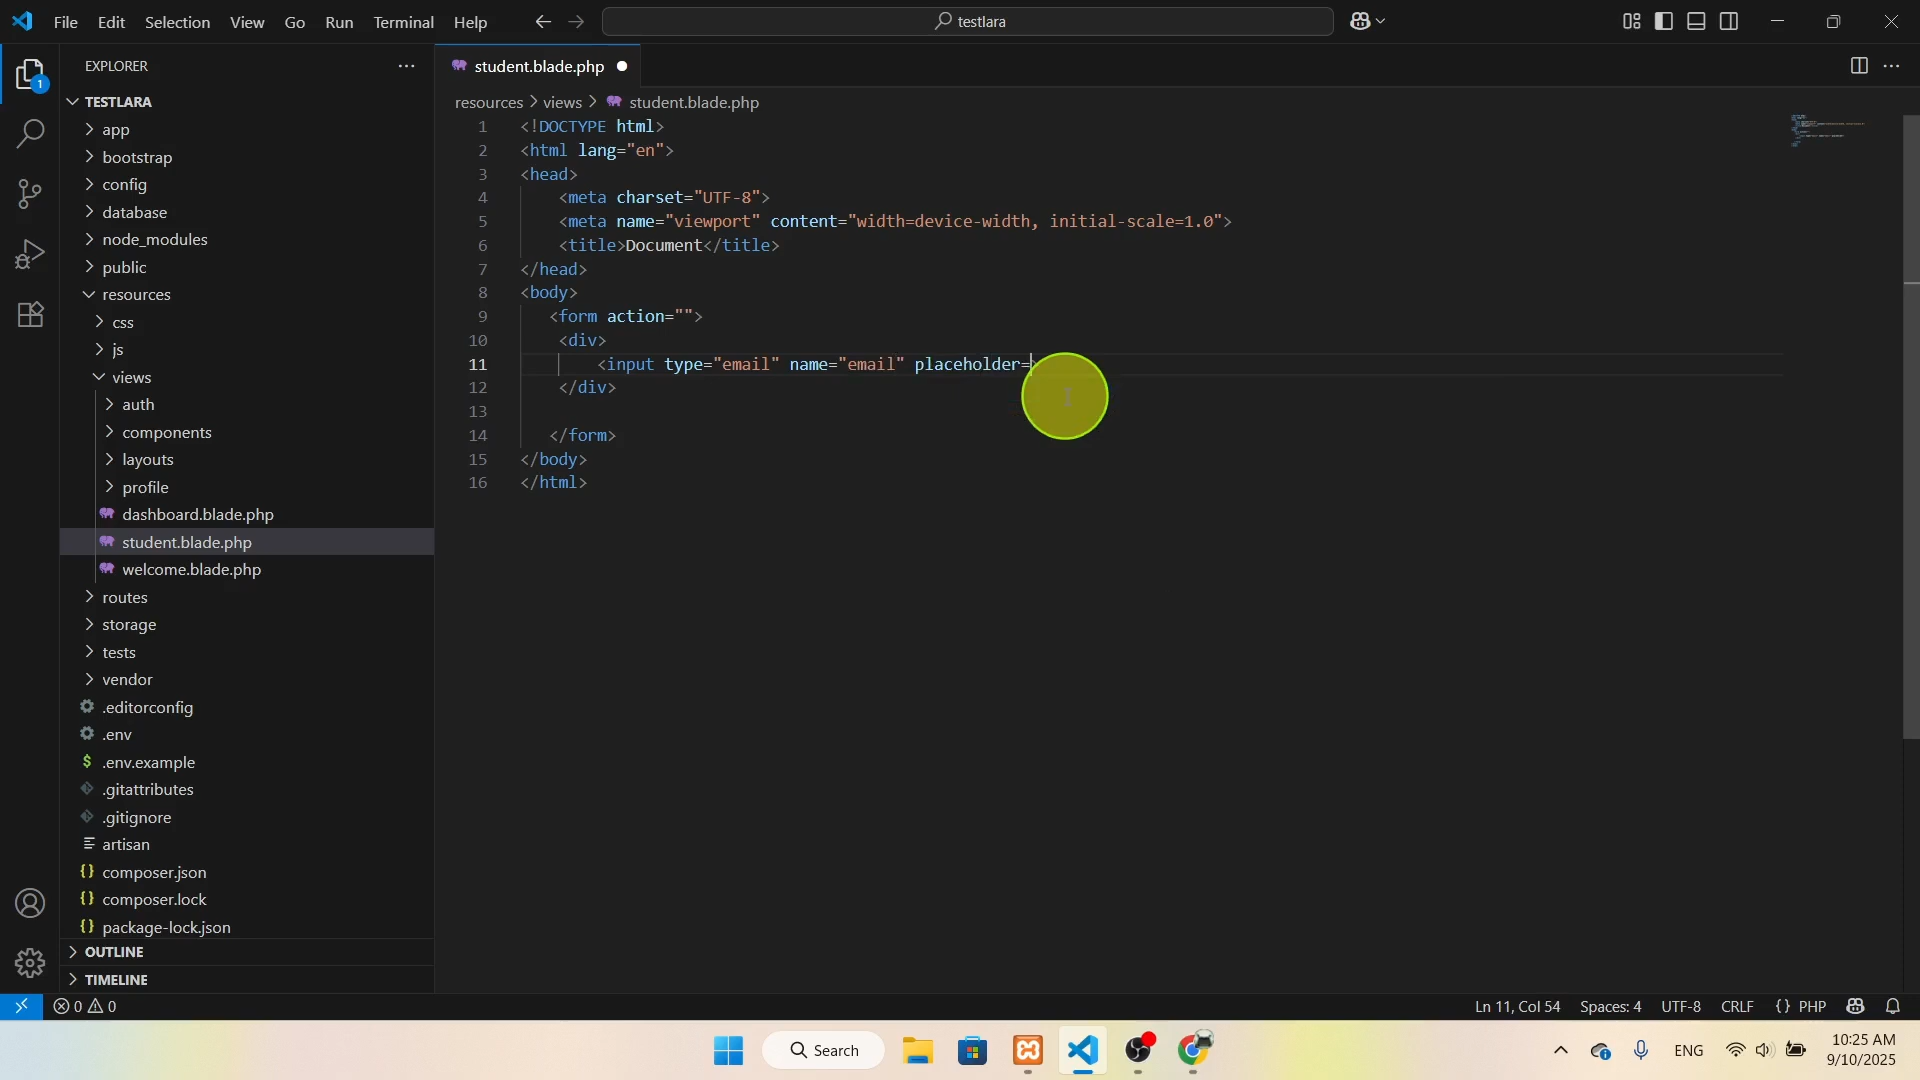 File Edit Selection View Go Run Terminal Help
testlara
EXPLORER
student.blade.php
1
TESTLARA
resources > views > student.blade.php
app
bootstrap
config
database
node_modules
public
resources
css
js
views
auth
components
layouts
profile
dashboard.blade.php
student.blade.php
welcome.blade.php
routes
storage
tests
vendor
.editorconfig
.env
$ .env.example
.gitattributes
.gitignore
artisan
{} composer.json
{} composer.lock
{} package-lock.json
OUTLINE
TIMELINE
1 <!DOCTYPE html>
2 <html lang="en">
3 <head>
4 <meta charset="UTF-8">
5 <meta name="viewport" content="width=device-width, initial-scale=1.0">
6 <title>Document</title>
7 </head>
8 <body>
9 <form action="">
10 <div>
11 <input type="email" name="email" placeholder=>
12 </div>
13
14 </form>
15 </body>
16 </html>
0 0
Ln 11, Col 54 Spaces: 4 UTF-8 CRLF {} PHP
Search
ENG
10:25 AM
9/10/2025